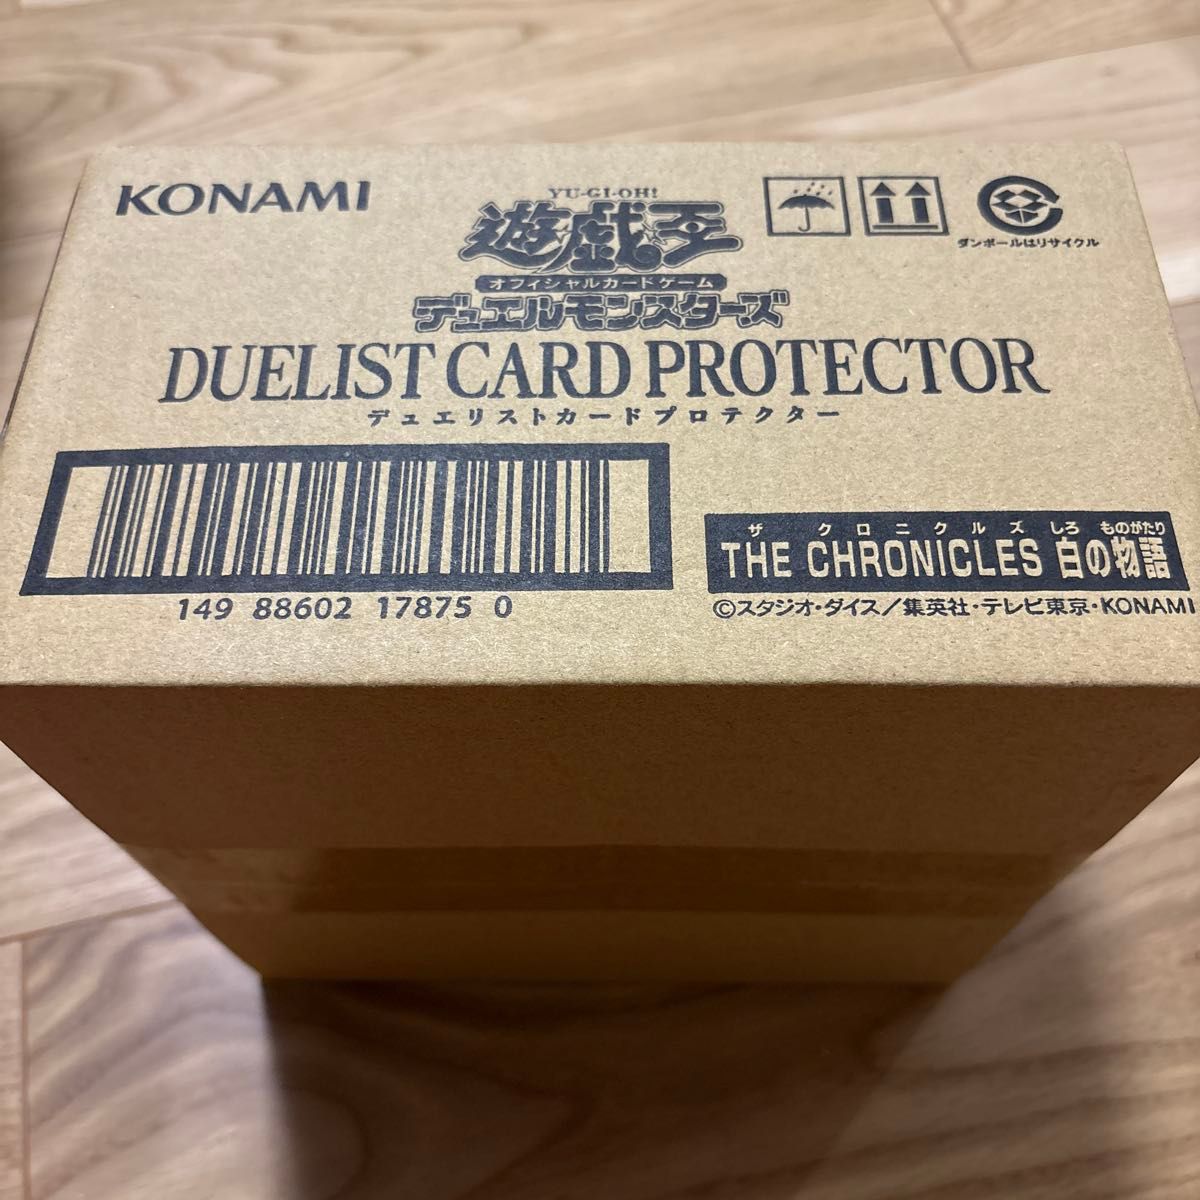 KONAMI
YU-GI-OH!
遊戯王
オフィシャルカードゲーム
デュエルモンスターズ
ダンボールはリサイクル
DUELIST CARD PROTECTOR
デュエリストカードプロテクター
149 88602 17875 0
ザ クロニクルズ しろ ものがたり
THE CHRONICLES 白の物語
©スタジオ・ダイス／集英社・テレビ東京・KONAMI